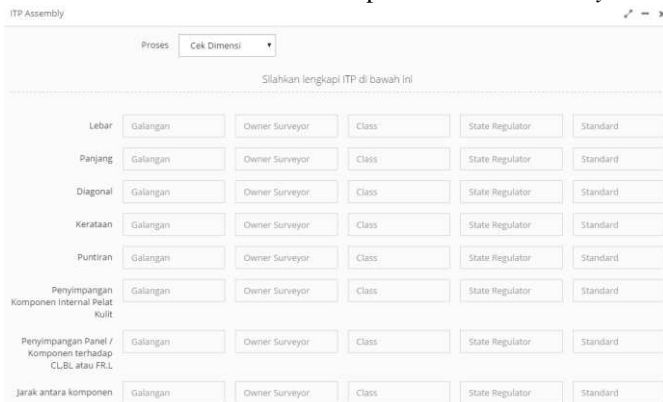 ITP Assembly
Proses Cek Dimensi
Silahkan lengkapi ITP di bawah ini
Lebar Galangan Owner Surveyor Class State Regulator Standard
Panjang Galangan Owner Surveyor Class State Regulator Standard
Diagonal Galangan Owner Surveyor Class State Regulator Standard
Kerataan Galangan Owner Surveyor Class State Regulator Standard
Puntiran Galangan Owner Surveyor Class State Regulator Standard
Penyimpangan Galangan Owner Surveyor Class State Regulator Standard
Komponen Internal Pelat
Kulit
Penyimpangan Panel / Galangan Owner Surveyor Class State Regulator Standard
Komponen terhadap
CL,BL atau FR.L
Jarak antara komponen Galangan Owner Surveyor Class State Regulator Standard